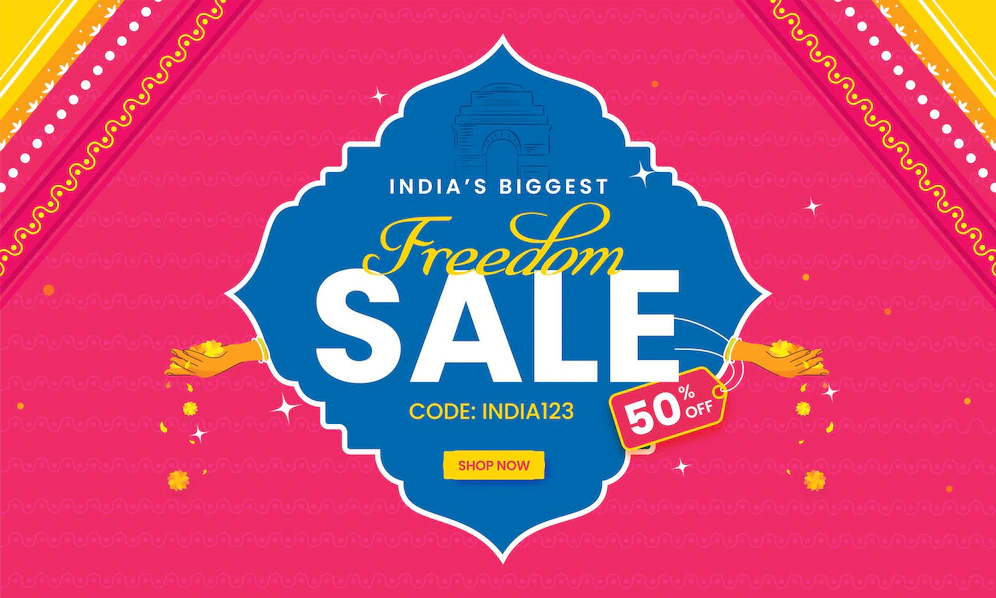 INDIA'S BIGGEST
Freedom
SALE
CODE: INDIA123
50% OFF
SHOP NOW